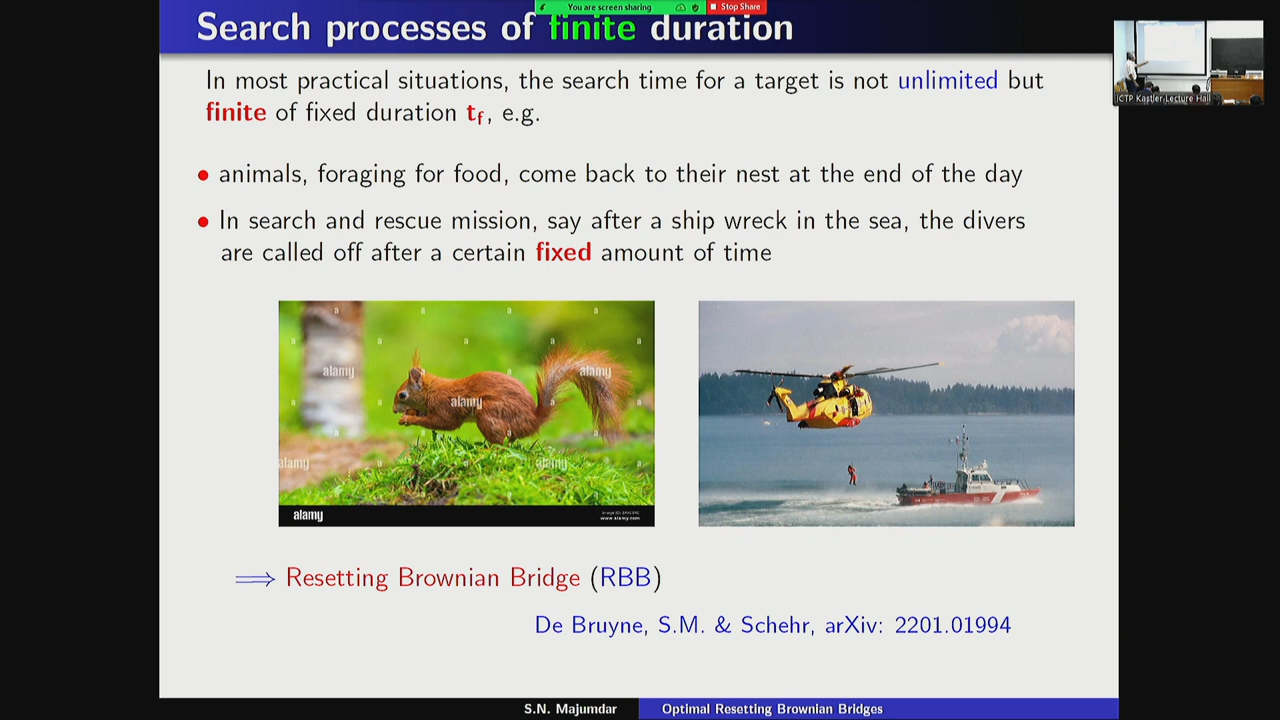 You are screen sharing
Stop Share
Search processes of finite duration
ICTP Kastler Lecture Hall
In most practical situations, the search time for a target is not unlimited but
finite of fixed duration tf, e.g.
• animals, foraging for food, come back to their nest at the end of the day
• In search and rescue mission, say after a ship wreck in the sea, the divers
are called off after a certain fixed amount of time
a a a a
a a a a
alamy alamy
a alamy a a
alamy alamy a
alamy
www.alamy.com
⟹ Resetting Brownian Bridge (RBB)
De Bruyne, S.M. & Schehr, arXiv: 2201.01994
S.N. Majumdar
Optimal Resetting Brownian Bridges